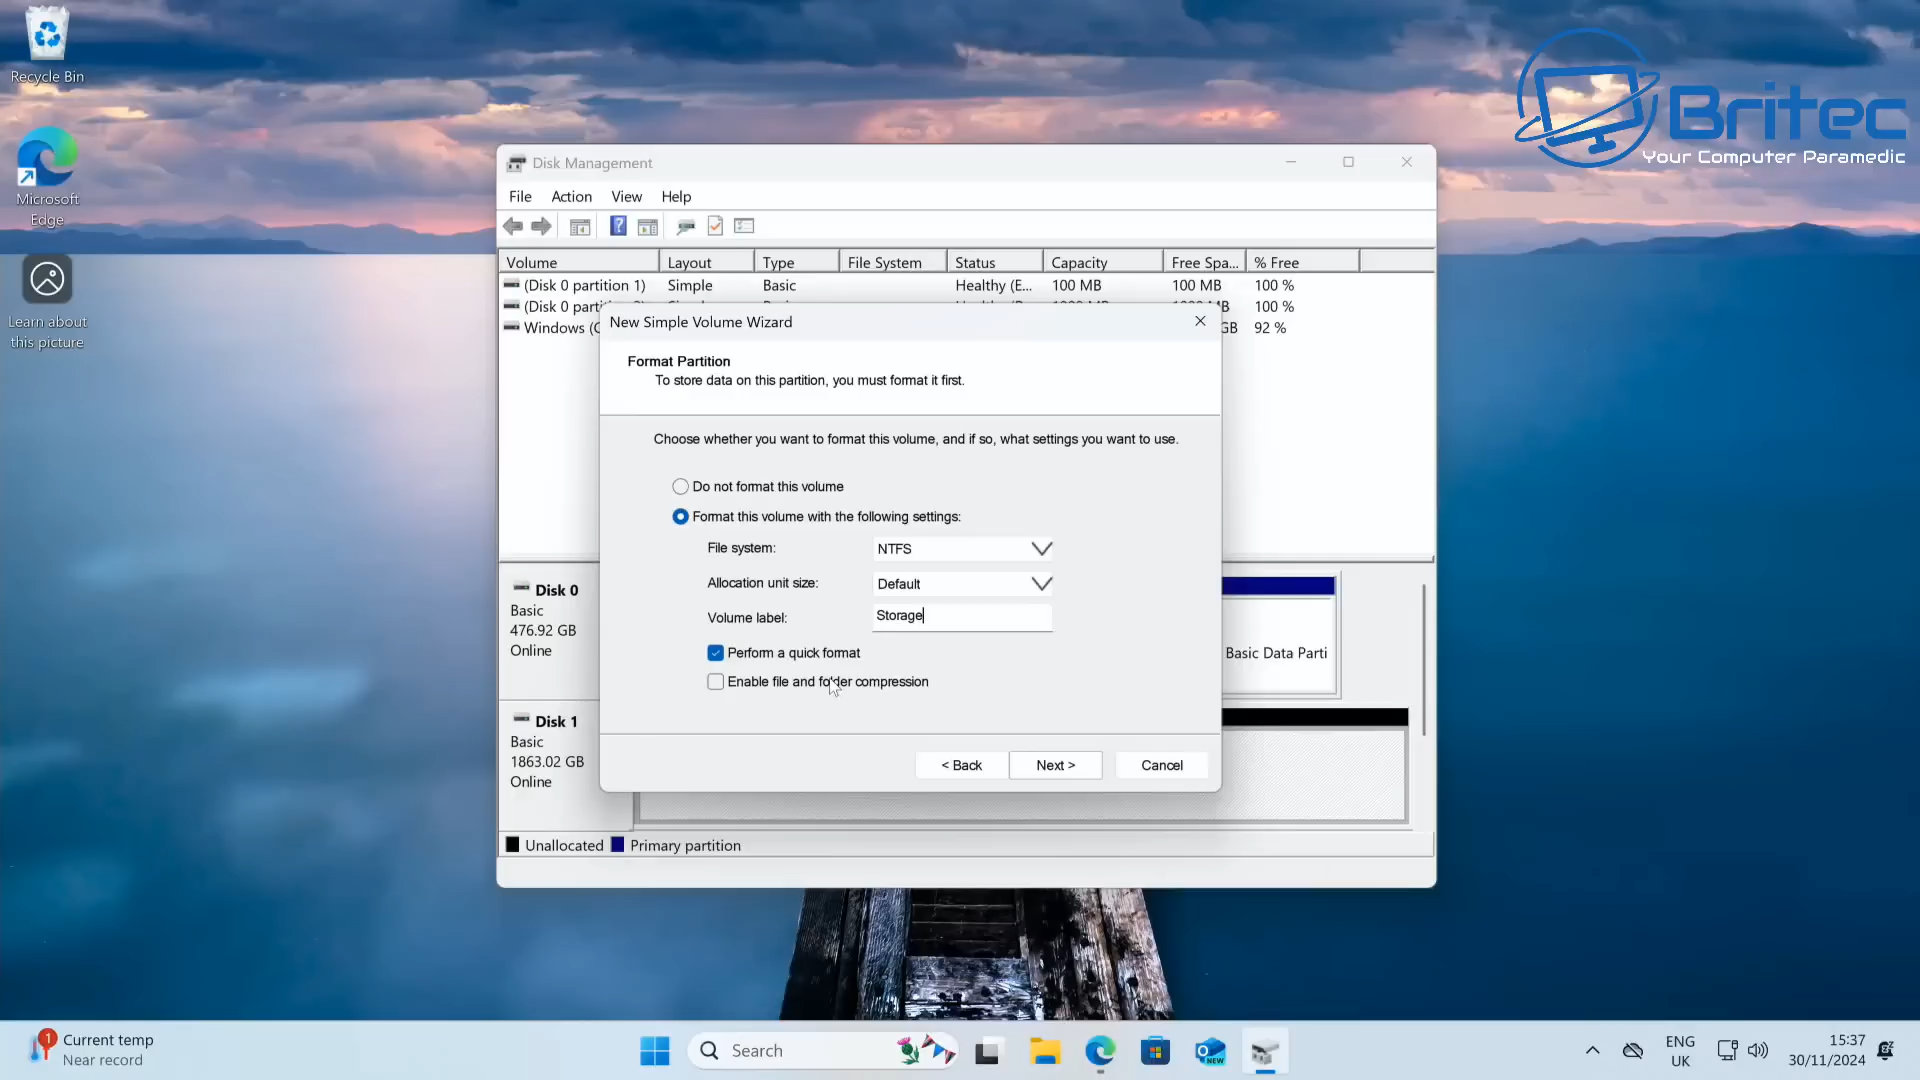 Recycle Bin
Microsoft
Edge
Learn about
this picture
Britec
Your Computer Paramedic
Disk Management
File Action View Help
Volume Layout Type File System Status Capacity Free Spa... % Free
(Disk 0 partition 1) Simple Basic Healthy (E... 100 MB 100 MB 100 %
(Disk 0 100 %
Windows (C GB 92 %
New Simple Volume Wizard
Format Partition
To store data on this partition, you must format it first.
Choose whether you want to format this volume, and if so, what settings you want to use.
Do not format this volume
Format this volume with the following settings:
File system: NTFS
Allocation unit size: Default
Volume label: Storage
Perform a quick format
Enable file and folder compression
< Back Next > Cancel
Disk 0
Basic
476.92 GB
Online
Basic Data Parti
Disk 1
Basic
1863.02 GB
Online
Unallocated Primary partition
1
Current temp
Near record
Search
NEW
ENG
UK
15:37
30/11/2024